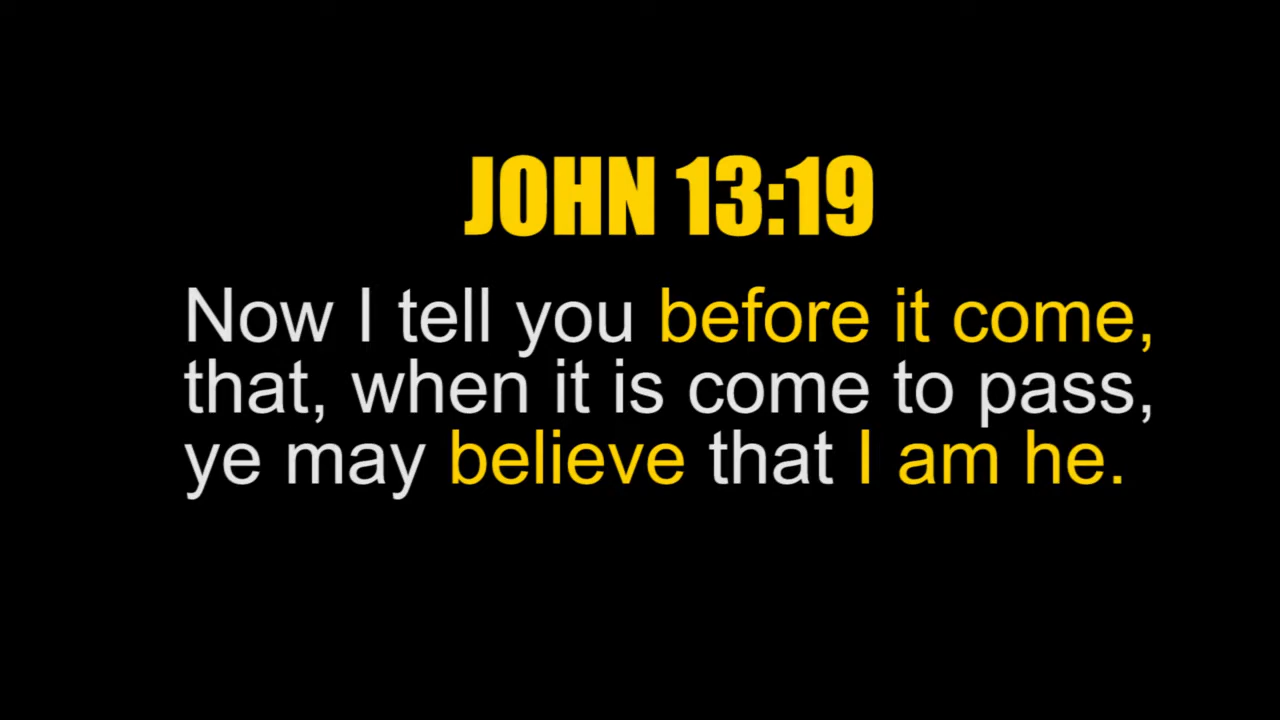 JOHN 13:19
Now I tell you before it come,
that, when it is come to pass,
ye may believe that I am he.